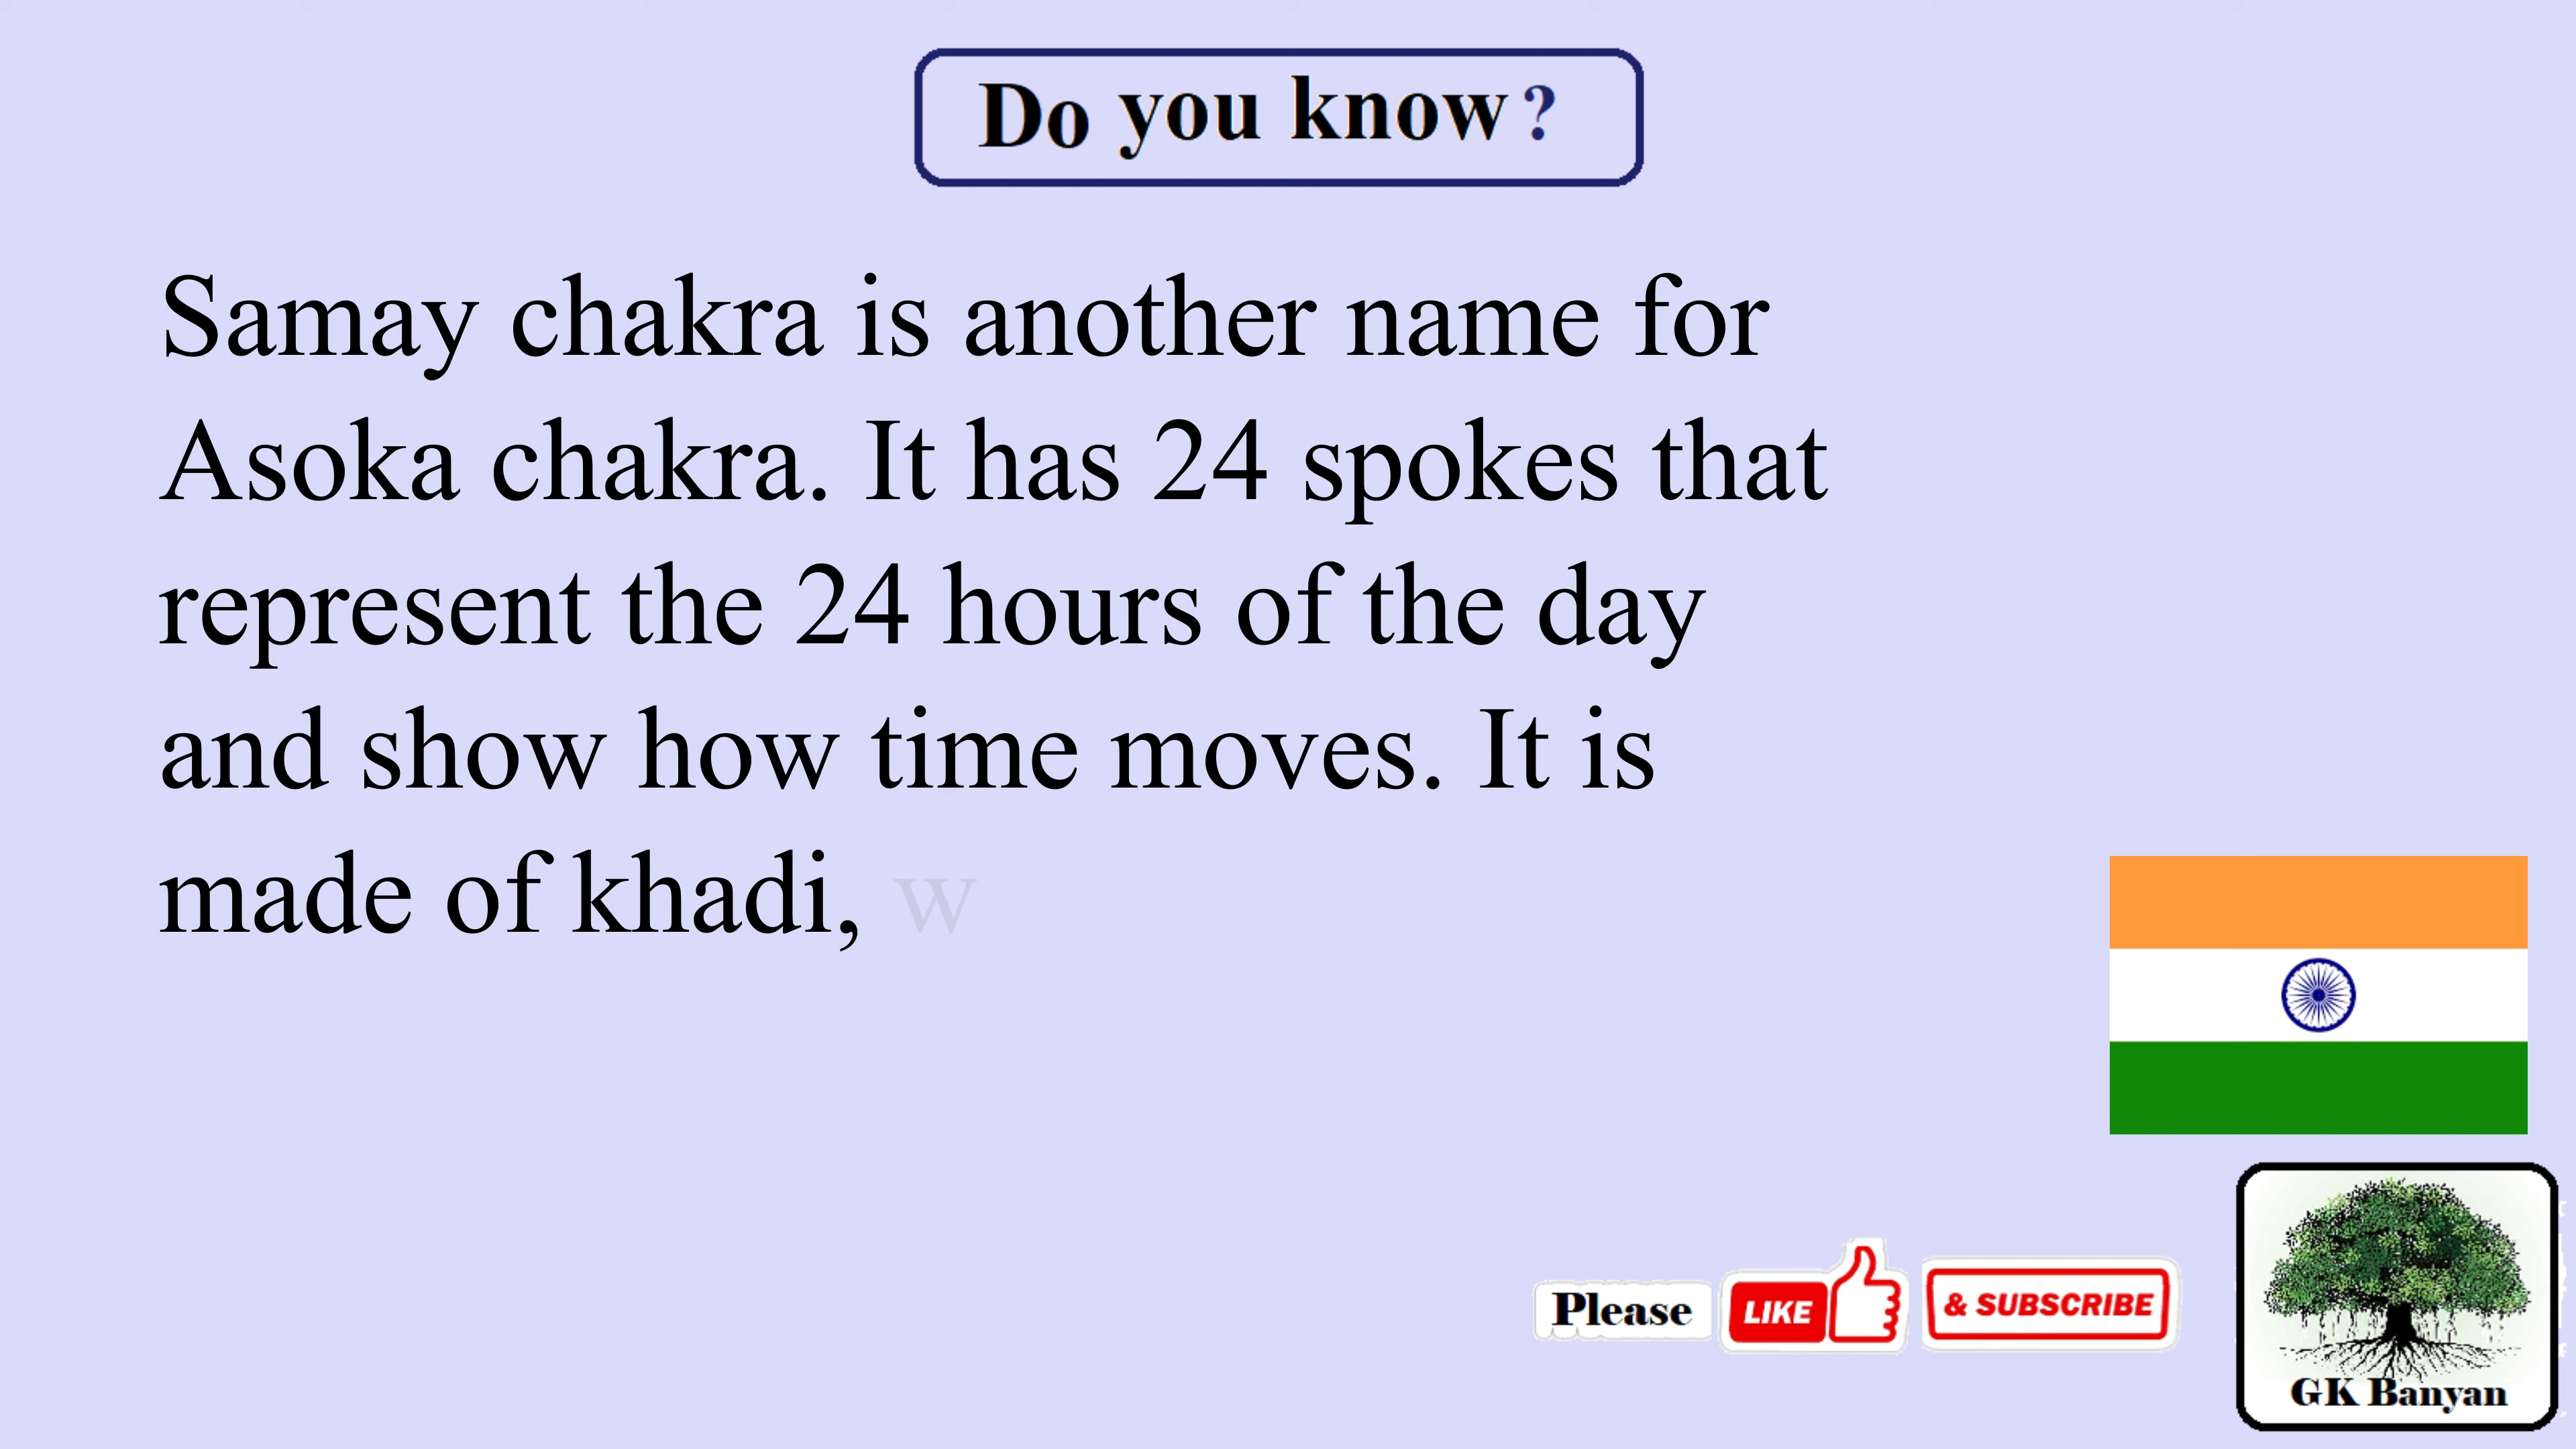 Do you know?
Samay chakra is another name for
Asoka chakra. It has 24 spokes that
represent the 24 hours of the day
and show how time moves. It is
made of khadi, w
Please LIKE & SUBSCRIBE
GK Banyan